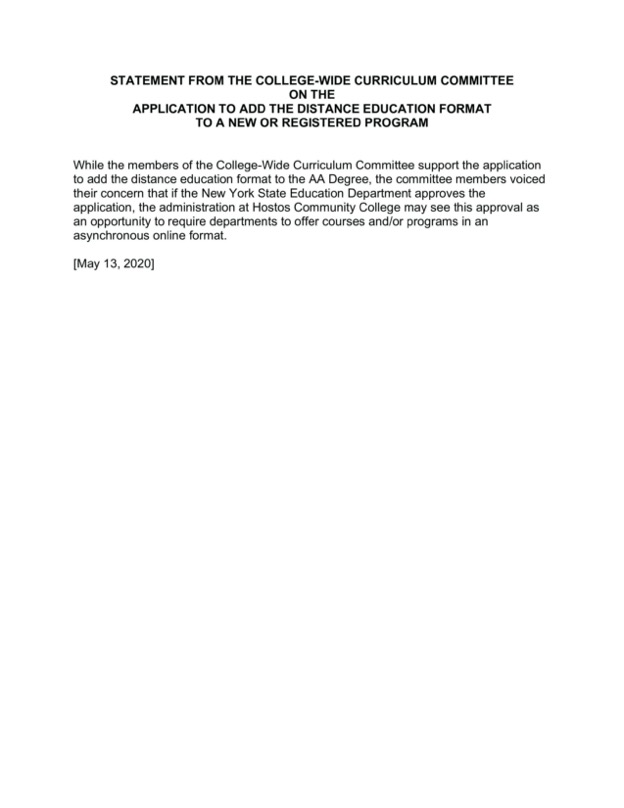 STATEMENT FROM THE COLLEGE-WIDE CURRICULUM COMMITTEE
ON THE
APPLICATION TO ADD THE DISTANCE EDUCATION FORMAT
TO A NEW OR REGISTERED PROGRAM
While the members of the College-Wide Curriculum Committee support the application
to add the distance education format to the AA Degree, the committee members voiced
their concern that if the New York State Education Department approves the
application, the administration at Hostos Community College may see this approval as
an opportunity to require departments to offer courses and/or programs in an
asynchronous online format.
[May 13, 2020]